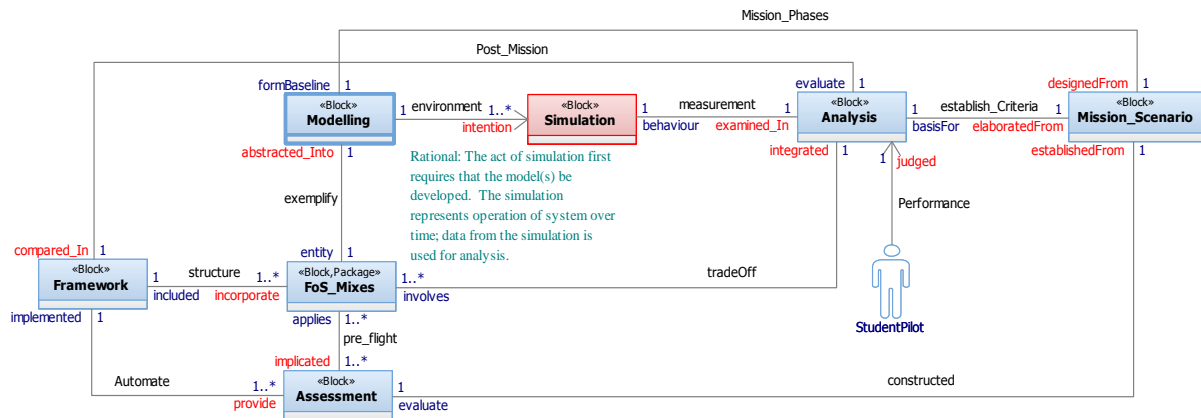 Mission_Phases
Post_Mission
formBaseline 1
evaluate 1
designedFrom 1
«Block»
Modelling
1 environment 1..*
intention
«Block»
Simulation
1 measurement 1
behaviour examined_In
«Block»
Analysis
1 establish_Criteria 1
basisFor elaboratedFrom
«Block»
Mission_Scenario
abstracted_Into
1
integrated
1
1 judged
establishedFrom
1
Rational: The act of simulation first
requires that the model(s) be
developed. The simulation
represents operation of system over
time; data from the simulation is
used for analysis.
exemplify
Performance
compared_In 1
entity 1
«Block»
Framework
1 structure 1..*
included incorporate
«Block,Package»
FoS_Mixes
1..* tradeOff
involves
StudentPilot
implemented 1
applies 1..*
pre_flight
implicated 1..*
Automate 1..*
provide
«Block»
Assessment
1 constructed
evaluate